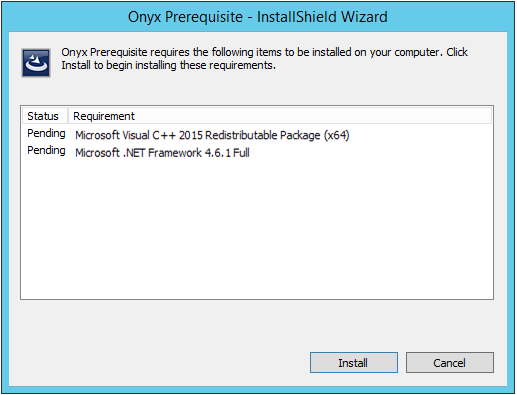 Onyx Prerequisite - InstallShield Wizard
Onyx Prerequisite requires the following items to be installed on your computer. Click
Install to begin installing these requirements.
Status Requirement
Pending Microsoft Visual C++ 2015 Redistributable Package (x64)
Pending Microsoft .NET Framework 4.6.1 Full
Install Cancel